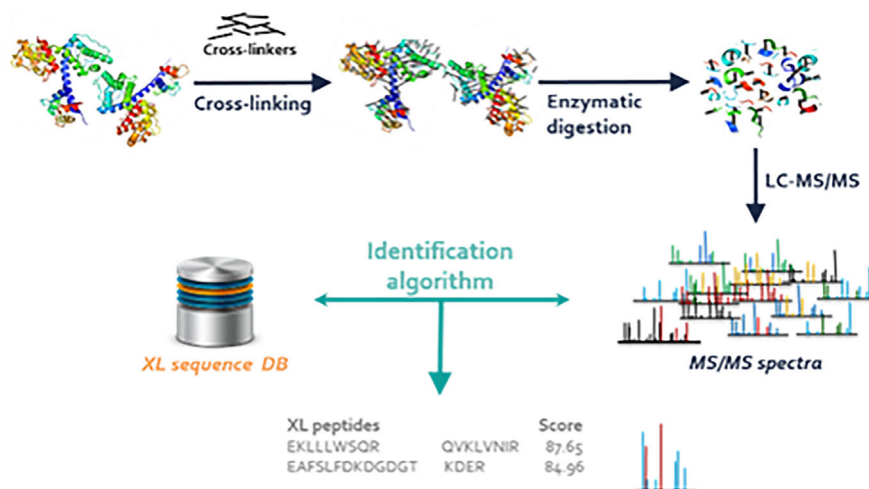 Cross-linkers
Cross-linking
Enzymatic
digestion
LC-MS/MS
Identification
algorithm
XL sequence DB
MS/MS spectra
XL peptides Score
EKLLLWSQR QVKLVNIR 87.65
EAFSLFDKDGDGT KDER 84.96